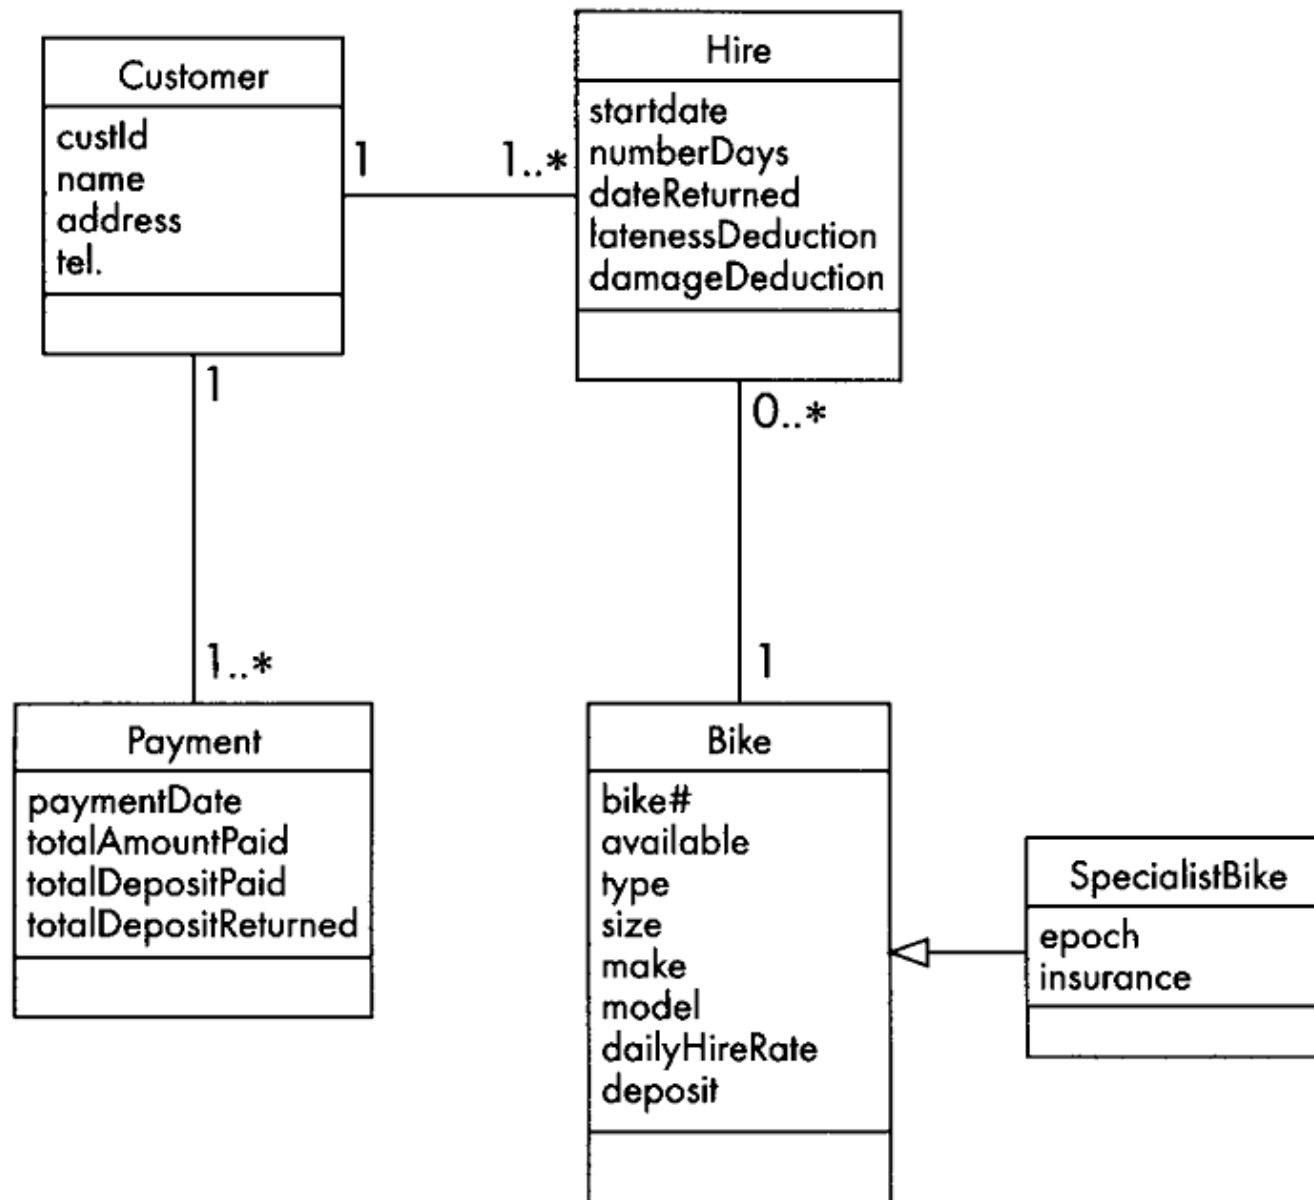 Customer
custId
name
address
tel.
1
1..*
Hire
startdate
numberDays
dateReturned
latenessDeduction
damageDeduction
1
0..*
1..*
1
Payment
paymentDate
totalAmountPaid
totalDepositPaid
totalDepositReturned
Bike
bike#
available
type
size
make
model
dailyHireRate
deposit
SpecialistBike
epoch
insurance